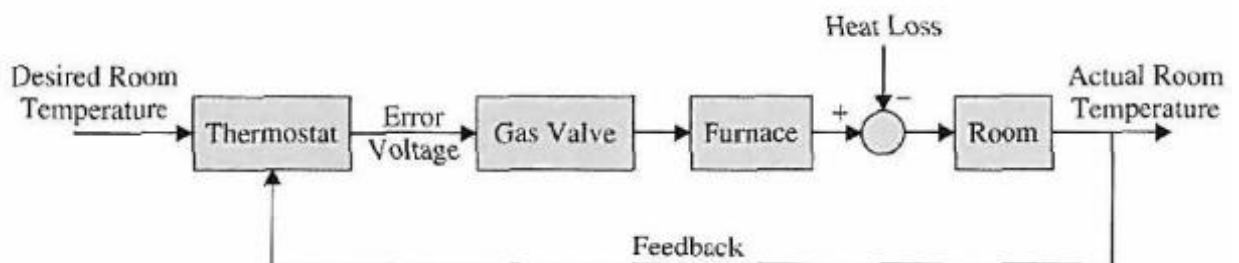 Heat Loss
Desired Room
Temperature
Actual Room
Temperature
Thermostat
Error
Voltage
Gas Valve
Furnace
+
−
Room
Feedback